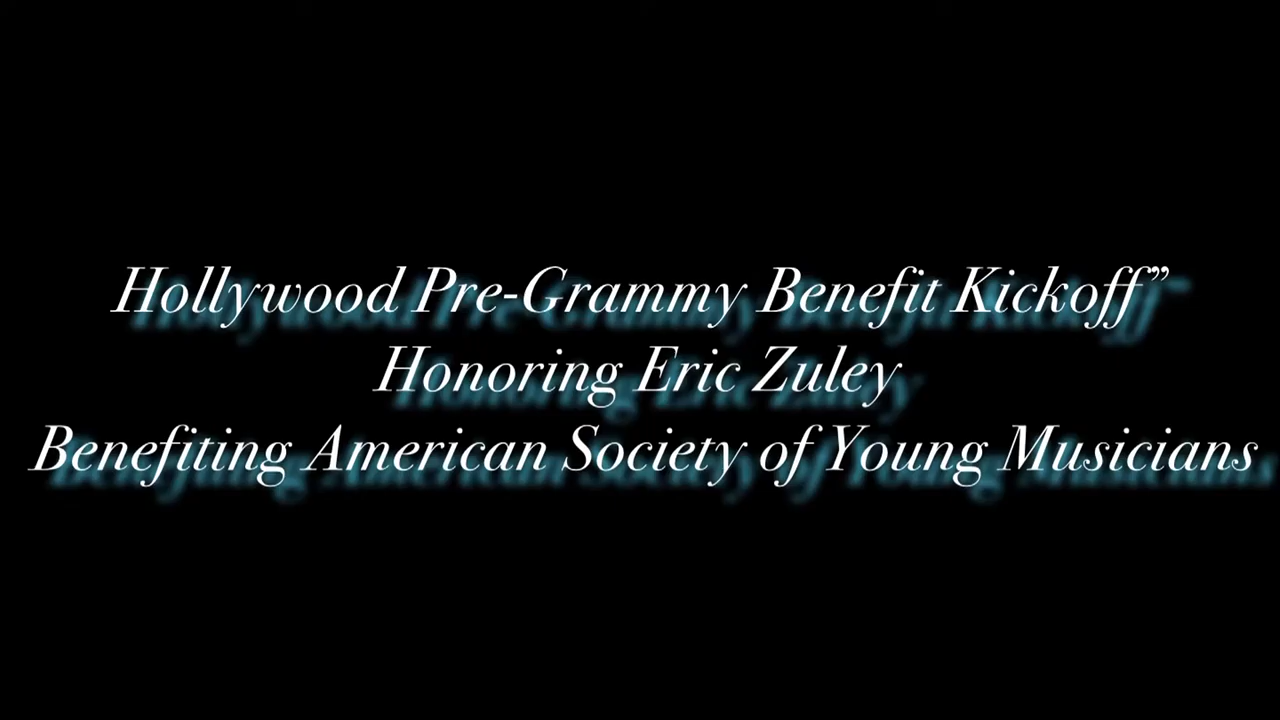 Hollywood Pre-Grammy Benefit Kickoff”
Honoring Eric Zuley
Benefiting American Society of Young Musicians